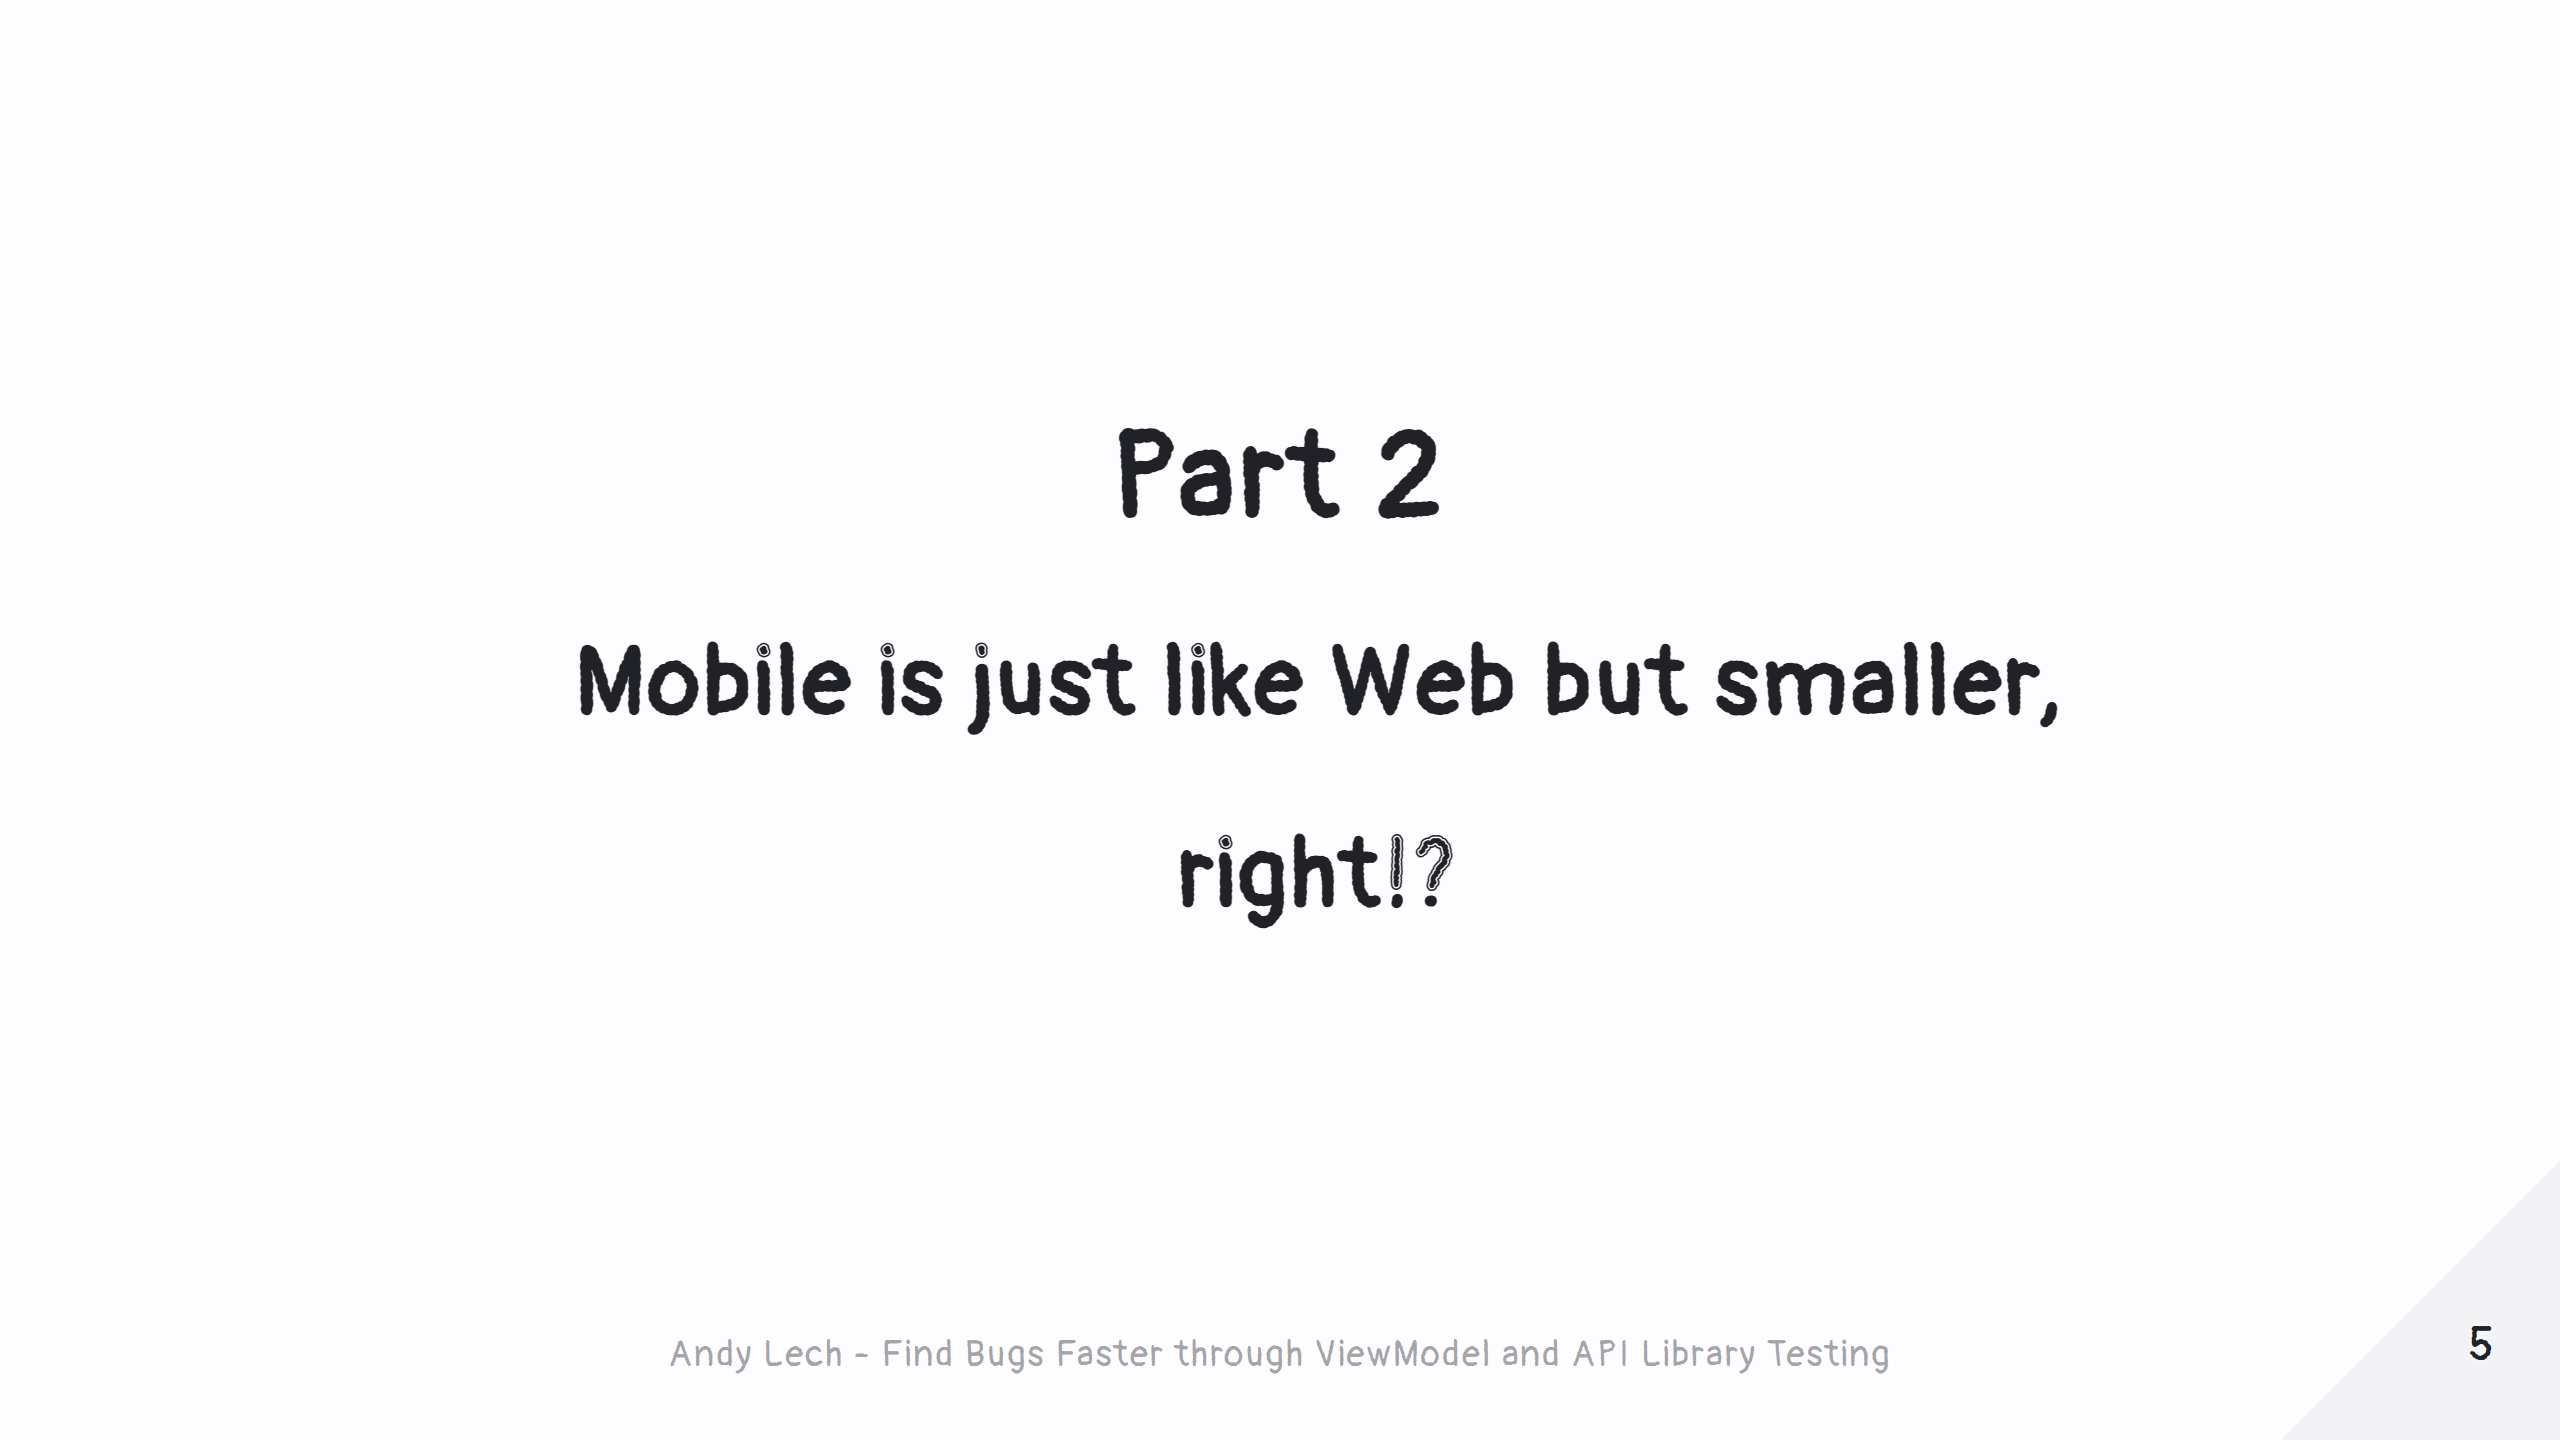 Part 2
Mobile is just like Web but smaller,
right!?
Andy Lech - Find Bugs Faster through ViewModel and API Library Testing
5